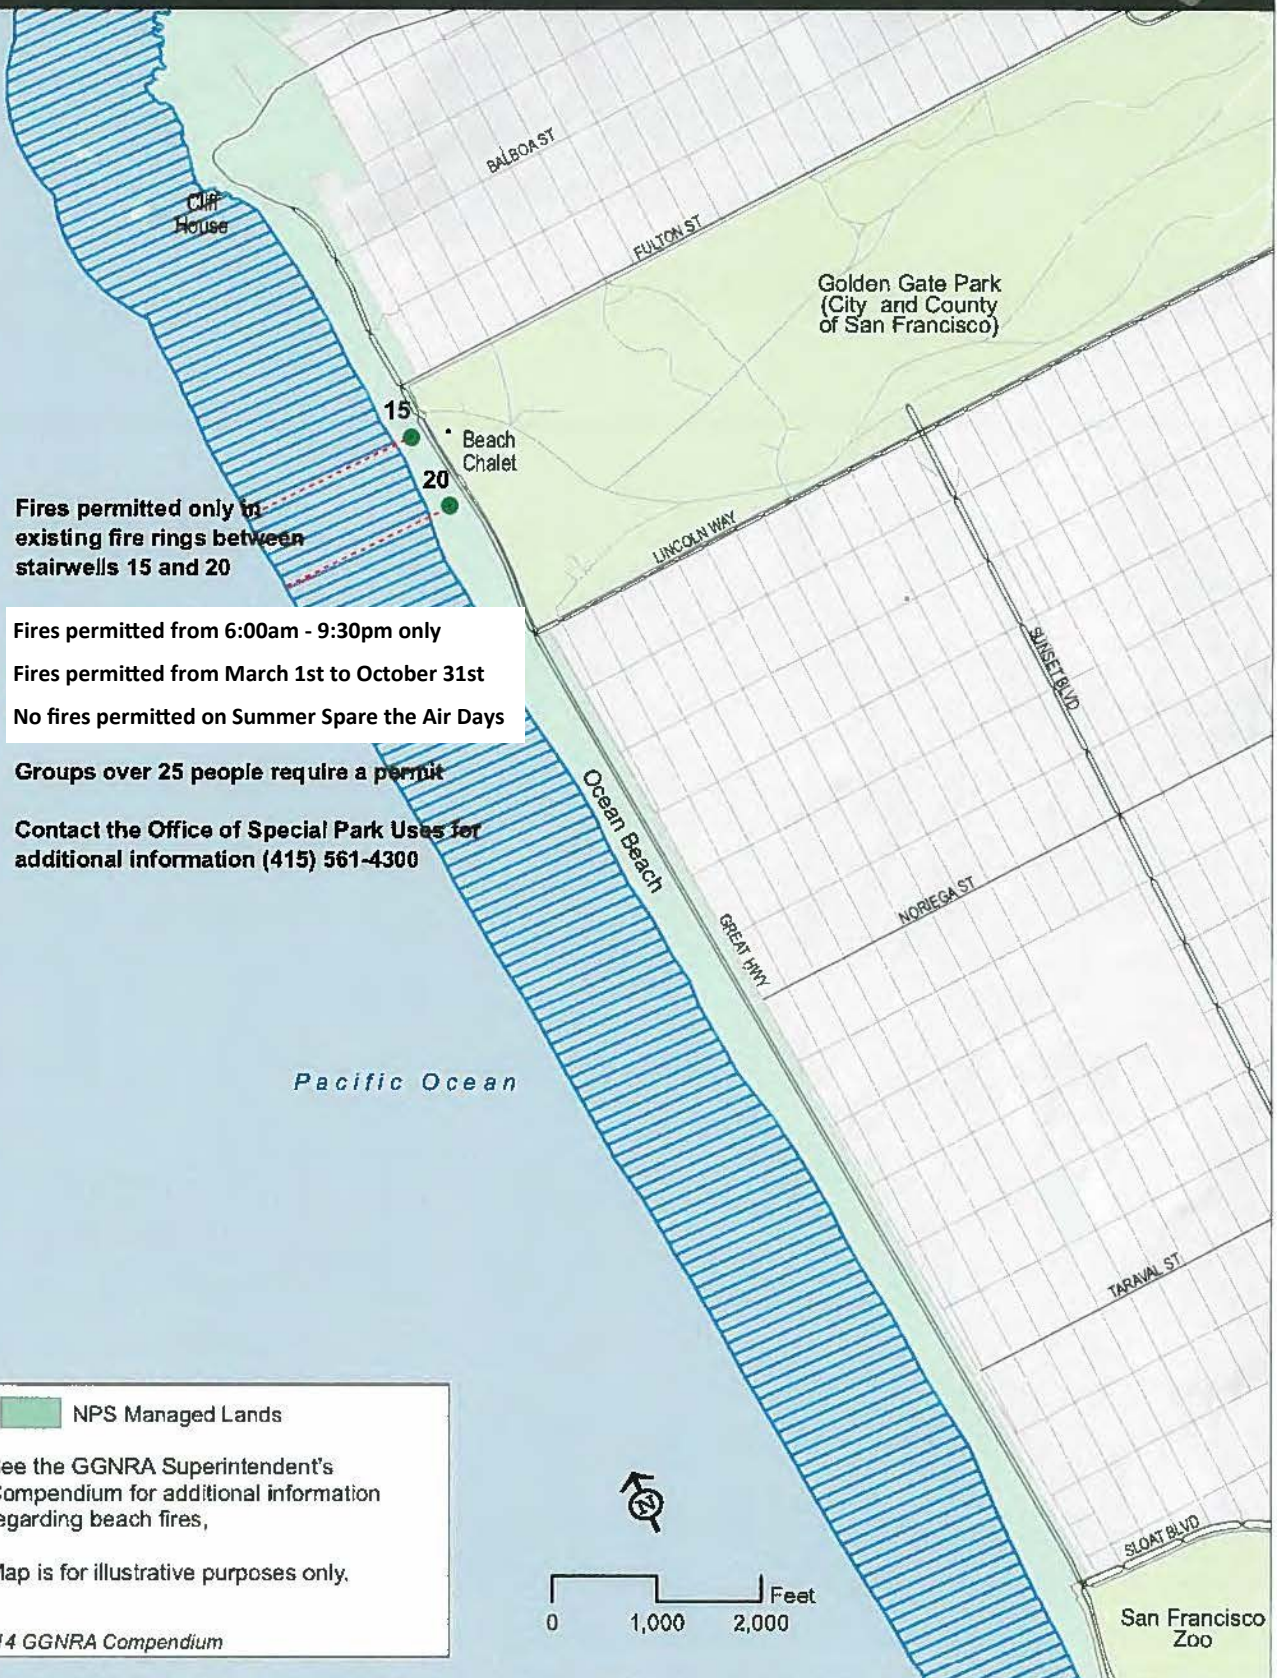 BALBOA ST
Cliff
House
FULTON ST
Golden Gate Park
(City and County
of San Francisco)
15
Beach
Chalet
20
Fires permitted only in
existing fire rings between
stairwells 15 and 20
LINCOLN WAY
Fires permitted from 6:00am - 9:30pm only
Fires permitted from March 1st to October 31st
No fires permitted on Summer Spare the Air Days
SUNSET BLVD
Groups over 25 people require a permit
Ocean Beach
Contact the Office of Special Park Uses for
additional information (415) 561-4300
NORIEGA ST
GREAT HWY
Pacific Ocean
TARAVAL ST
NPS Managed Lands
ee the GGNRA Superintendent's
ompendium for additional information
egarding beach fires,
Map is for illustrative purposes only.
14 GGNRA Compendium
N
Feet
0 1,000 2,000
SLOAT BLVD
San Francisco
Zoo